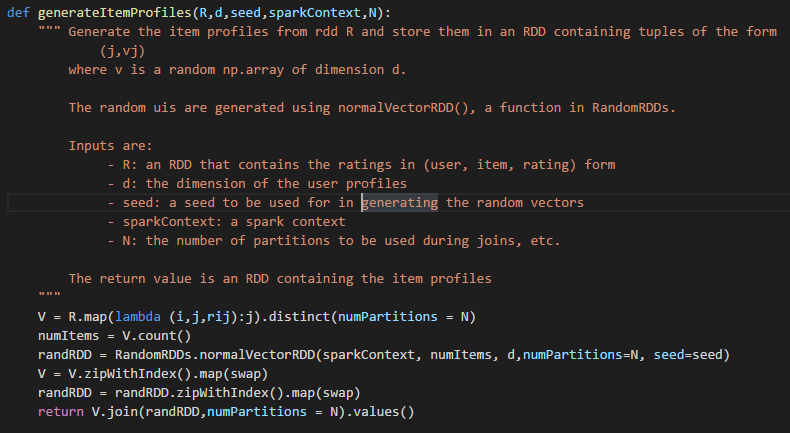 def generateItemProfiles(R,d,seed,sparkContext,N):
    """ Generate the item profiles from rdd R and store them in an RDD containing tuples of the form
            (j,vj)
        where v is a random np.array of dimension d.

        The random uis are generated using normalVectorRDD(), a function in RandomRDDs.

        Inputs are:
             - R: an RDD that contains the ratings in (user, item, rating) form
             - d: the dimension of the user profiles
             - seed: a seed to be used for in generating the random vectors
             - sparkContext: a spark context
             - N: the number of partitions to be used during joins, etc.

        The return value is an RDD containing the item profiles
    """
    V = R.map(lambda (i,j,rij):j).distinct(numPartitions = N)
    numItems = V.count()
    randRDD = RandomRDDs.normalVectorRDD(sparkContext, numItems, d,numPartitions=N, seed=seed)
    V = V.zipWithIndex().map(swap)
    randRDD = randRDD.zipWithIndex().map(swap)
    return V.join(randRDD,numPartitions = N).values()